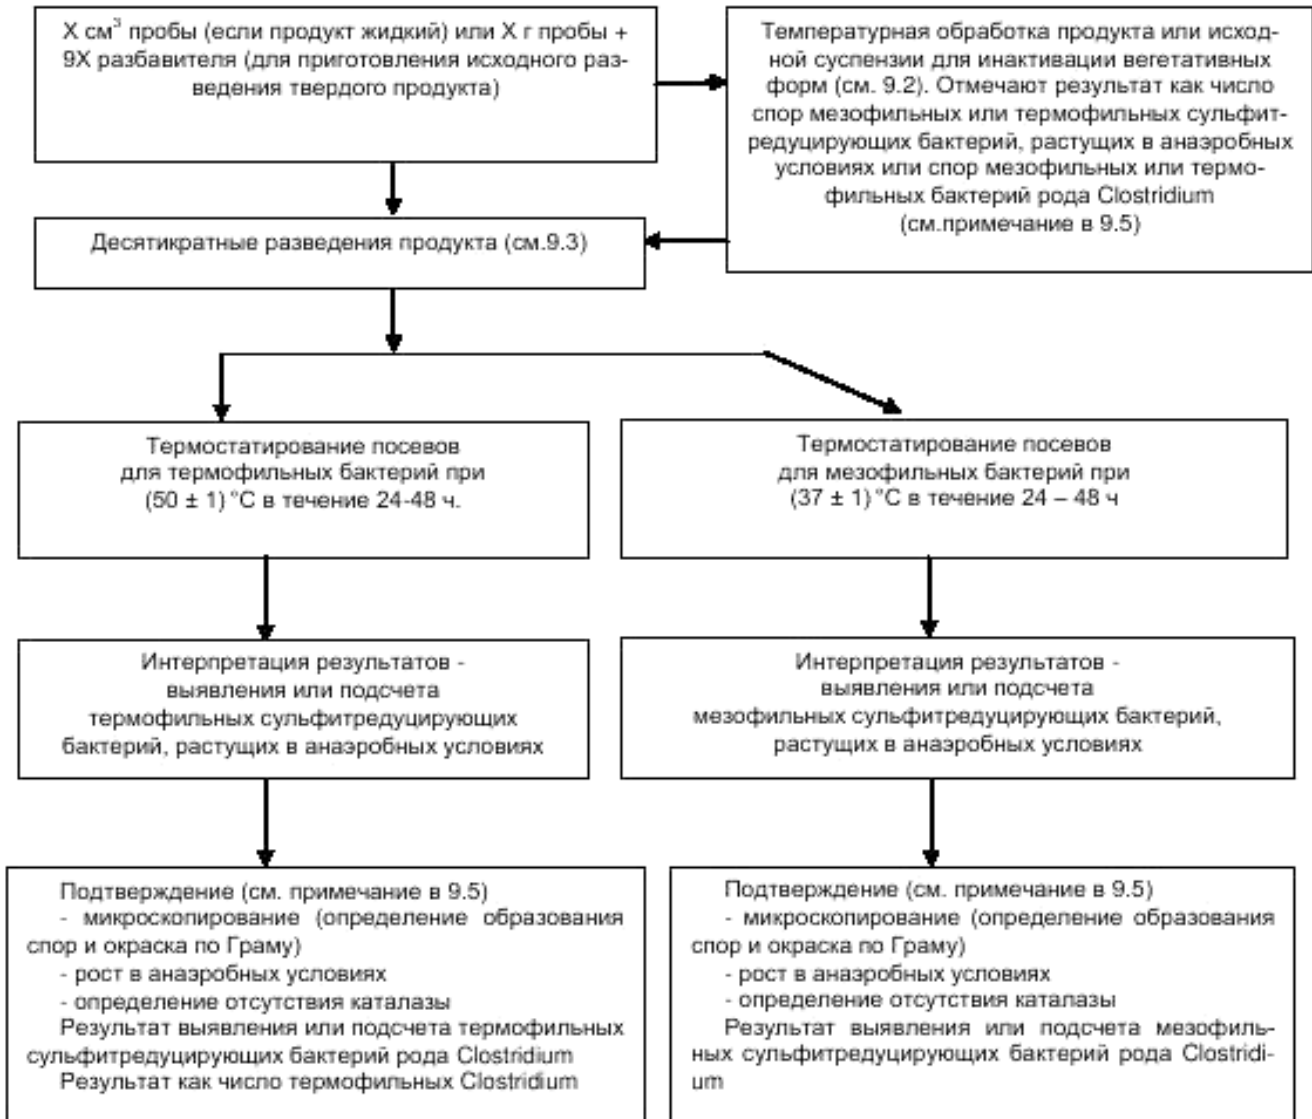 X см³ пробы (если продукт жидкий) или X г пробы +
9X разбавителя (для приготовления исходного раз-
ведения твердого продукта)
Температурная обработка продукта или исход-
ной суспензии для инактивации вегетативных
форм (см. 9.2). Отмечают результат как число
спор мезофильных или термофильных сульфит-
редуцирующих бактерий, растущих в анаэробных
условиях или спор мезофильных или термо-
фильных бактерий рода Clostridium
(см.примечание в 9.5)
Десятикратные разведения продукта (см.9.3)
Термостатирование посевов
для термофильных бактерий при
(50 ± 1) °С в течение 24-48 ч.
Термостатирование посевов
для мезофильных бактерий при
(37 ± 1) °С в течение 24 – 48 ч
Интерпретация результатов -
выявления или подсчета
термофильных сульфитредуцирующих
бактерий, растущих в анаэробных условиях
Интерпретация результатов -
выявления или подсчета
мезофильных сульфитредуцирующих бактерий,
растущих в анаэробных условиях
Подтверждение (см. примечание в 9.5)
- микроскопирование (определение образования
спор и окраска по Граму)
- рост в анаэробных условиях
- определение отсутствия каталазы
Результат выявления или подсчета термофильных
сульфитредуцирующих бактерий рода Clostridium
Результат как число термофильных Clostridium
Подтверждение (см. примечание в 9.5)
- микроскопирование (определение образования
спор и окраска по Граму)
- рост в анаэробных условиях
- определение отсутствия каталазы
Результат выявления или подсчета мезофиль-
ных сульфитредуцирующих бактерий рода Clostridi-
um